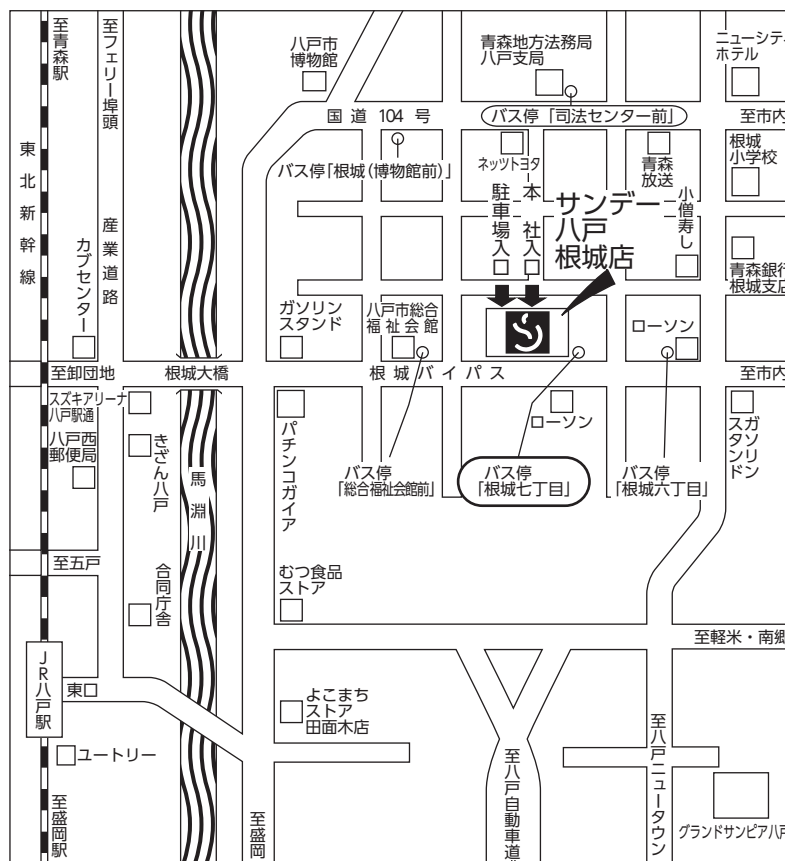 至青森駅
至フェリー埠頭
八戸市
博物館
青森地方法務局
八戸支局
ニューシティ
ホテル
国道104号
バス停「司法センター前」
至市内
バス停「根城(博物館前)」
ネッツトヨタ
青森
放送
根城
小学校
東北新幹線
産業道路
カブセンター
駐車場入口
本社入口
サンデー
八戸
根城店
小僧寿し
青森銀行
根城支店
ガソリン
スタンド
八戸市総合
福祉会館
ローソン
至卸団地
根城大橋
根城バイパス
至市内
スズキアリーナ
八戸駅通
八戸西
郵便局
きざん八戸
馬淵川
パチンコガイア
バス停
「総合福祉会館前」
バス停
「根城七丁目」
ローソン
バス停
「根城六丁目」
ガソリン
スタンド
至五戸
合同庁舎
むつ食品
ストア
至軽米・南郷
JR八戸駅
東口
よこまち
ストア
田面木店
ユートリー
至盛岡駅
至盛岡
至八戸自動車道
至八戸ニュータウン
グランドサンピア八戸